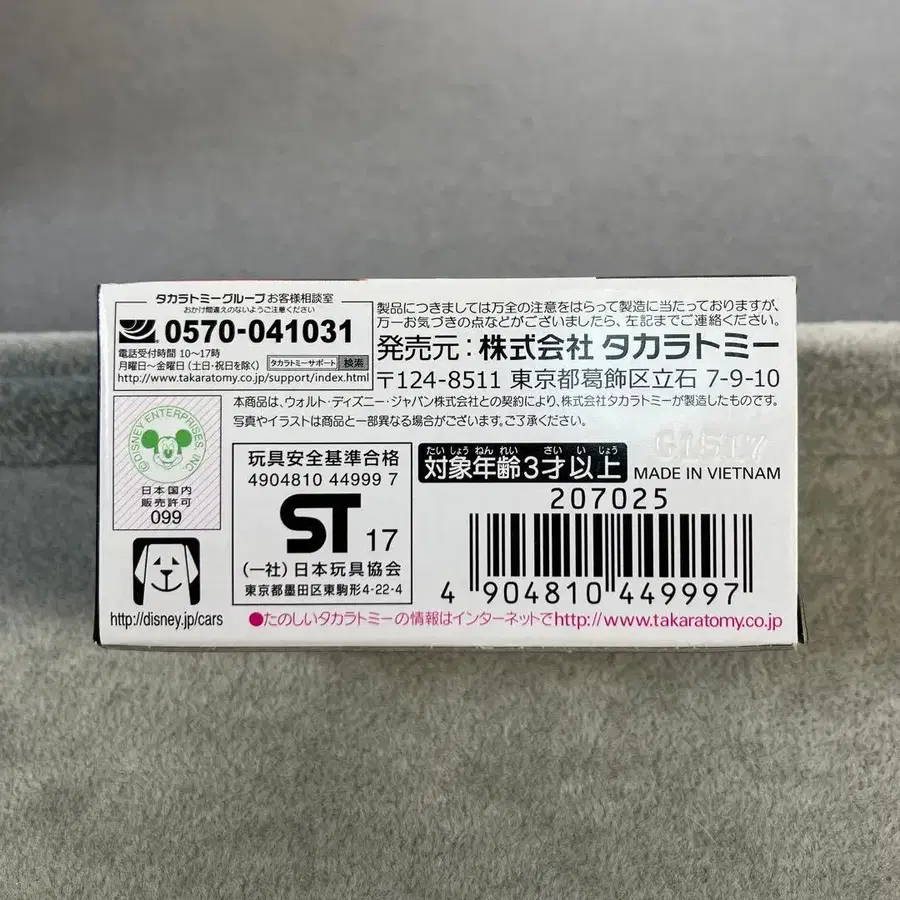 タカラトミーグループ お客様相談室
おかけ間違えのないようご注意ください
0570-041031
電話受付時間 10〜17時
月曜日〜金曜日 (土日・祝日を除く) タカラトミーサポート 検索
http://www.takaratomy.co.jp/support/index.html
製品につきましては万全の注意をはらって製造に当たっておりますが、
万一お気づきの点などがございましたら、左記までご連絡ください。
発売元：株式会社 タカラトミー
〒124-8511 東京都葛飾区立石 7-9-10
本商品は、ウォルト・ディズニー・ジャパン株式会社との契約により、株式会社タカラトミーが製造したものです。
写真やイラストは商品と一部異なる場合がございます。ご了承ください。
©DISNEY ENTERPRISES, INC
日本国内
販売許可
099
http://disney.jp/cars
玩具安全基準合格
4904810 44999 7
ST 17
(一社) 日本玩具協会
東京都墨田区東駒形4-22-4
たいしょうねんれい さいいじょう
対象年齢3才以上
MADE IN VIETNAM
207025
4 904810 449997
●たのしいタカラトミーの情報はインターネットでhttp://www.takaratomy.co.jp